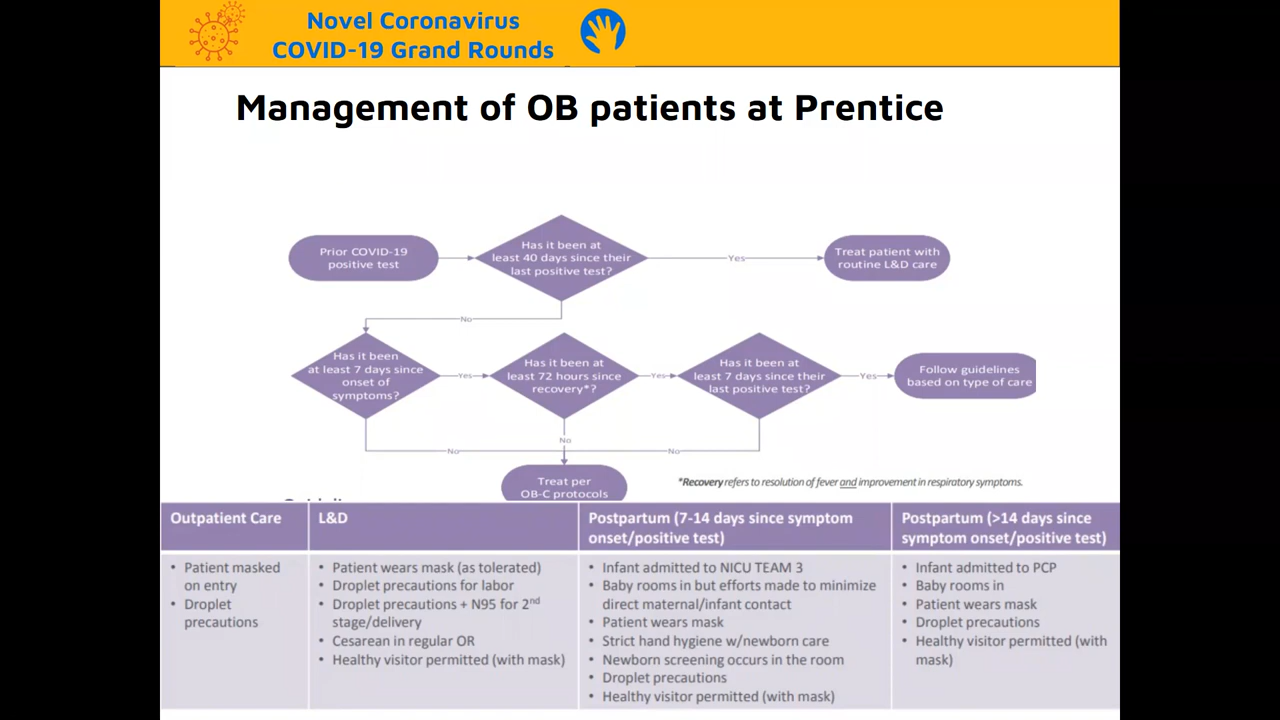 Novel Coronavirus
COVID-19 Grand Rounds
Management of OB patients at Prentice
Prior COVID-19
positive test
Has it been at
least 40 days since their
last positive test?
Yes
Treat patient with
routine L&D care
No
Has it been
at least 7 days since
onset of
symptoms?
Yes
Has it been at
least 72 hours since
recovery*?
Yes
Has it been at
least 7 days since their
last positive test?
Yes
Follow guidelines
based on type of care
No
No
No
Treat per
OB-C protocols
*Recovery refers to resolution of fever and improvement in respiratory symptoms.
Outpatient Care
• Patient masked
on entry
• Droplet
precautions
L&D
• Patient wears mask (as tolerated)
• Droplet precautions for labor
• Droplet precautions + N95 for 2nd
stage/delivery
• Cesarean in regular OR
• Healthy visitor permitted (with mask)
Postpartum (7-14 days since symptom
onset/positive test)
• Infant admitted to NICU TEAM 3
• Baby rooms in but efforts made to minimize
direct maternal/infant contact
• Patient wears mask
• Strict hand hygiene w/newborn care
• Newborn screening occurs in the room
• Droplet precautions
• Healthy visitor permitted (with mask)
Postpartum (>14 days since
symptom onset/positive test)
• Infant admitted to PCP
• Baby rooms in
• Patient wears mask
• Droplet precautions
• Healthy visitor permitted (with
mask)